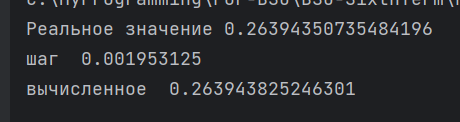 Реальное значение 0.26394350735484196
шаг  0.001953125
вычисленное  0.263943825246301